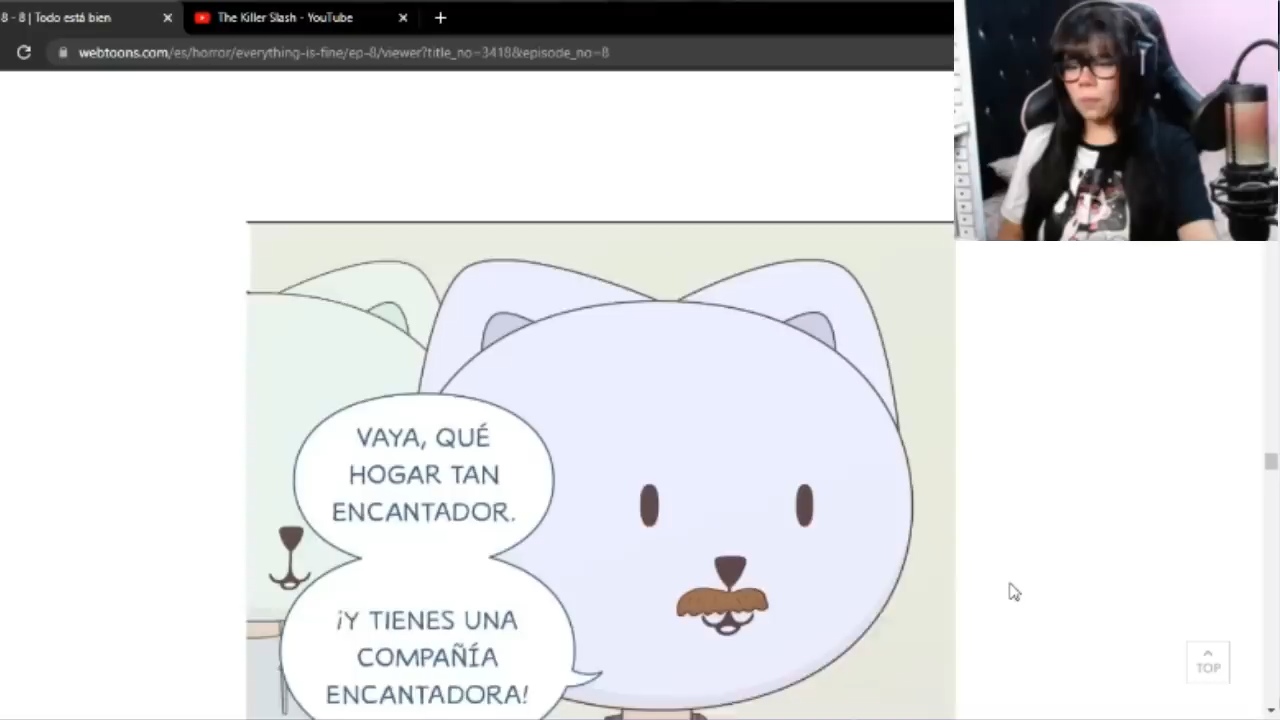 8 - 8 | Todo está bien
The Killer Slash - YouTube
webtoons.com/es/horror/everything-is-fine/ep-8/viewer?title_no=3418&episode_no=8
VAYA, QUÉ
HOGAR TAN
ENCANTADOR.
¡Y TIENES UNA
COMPAÑÍA
ENCANTADORA!
TOP